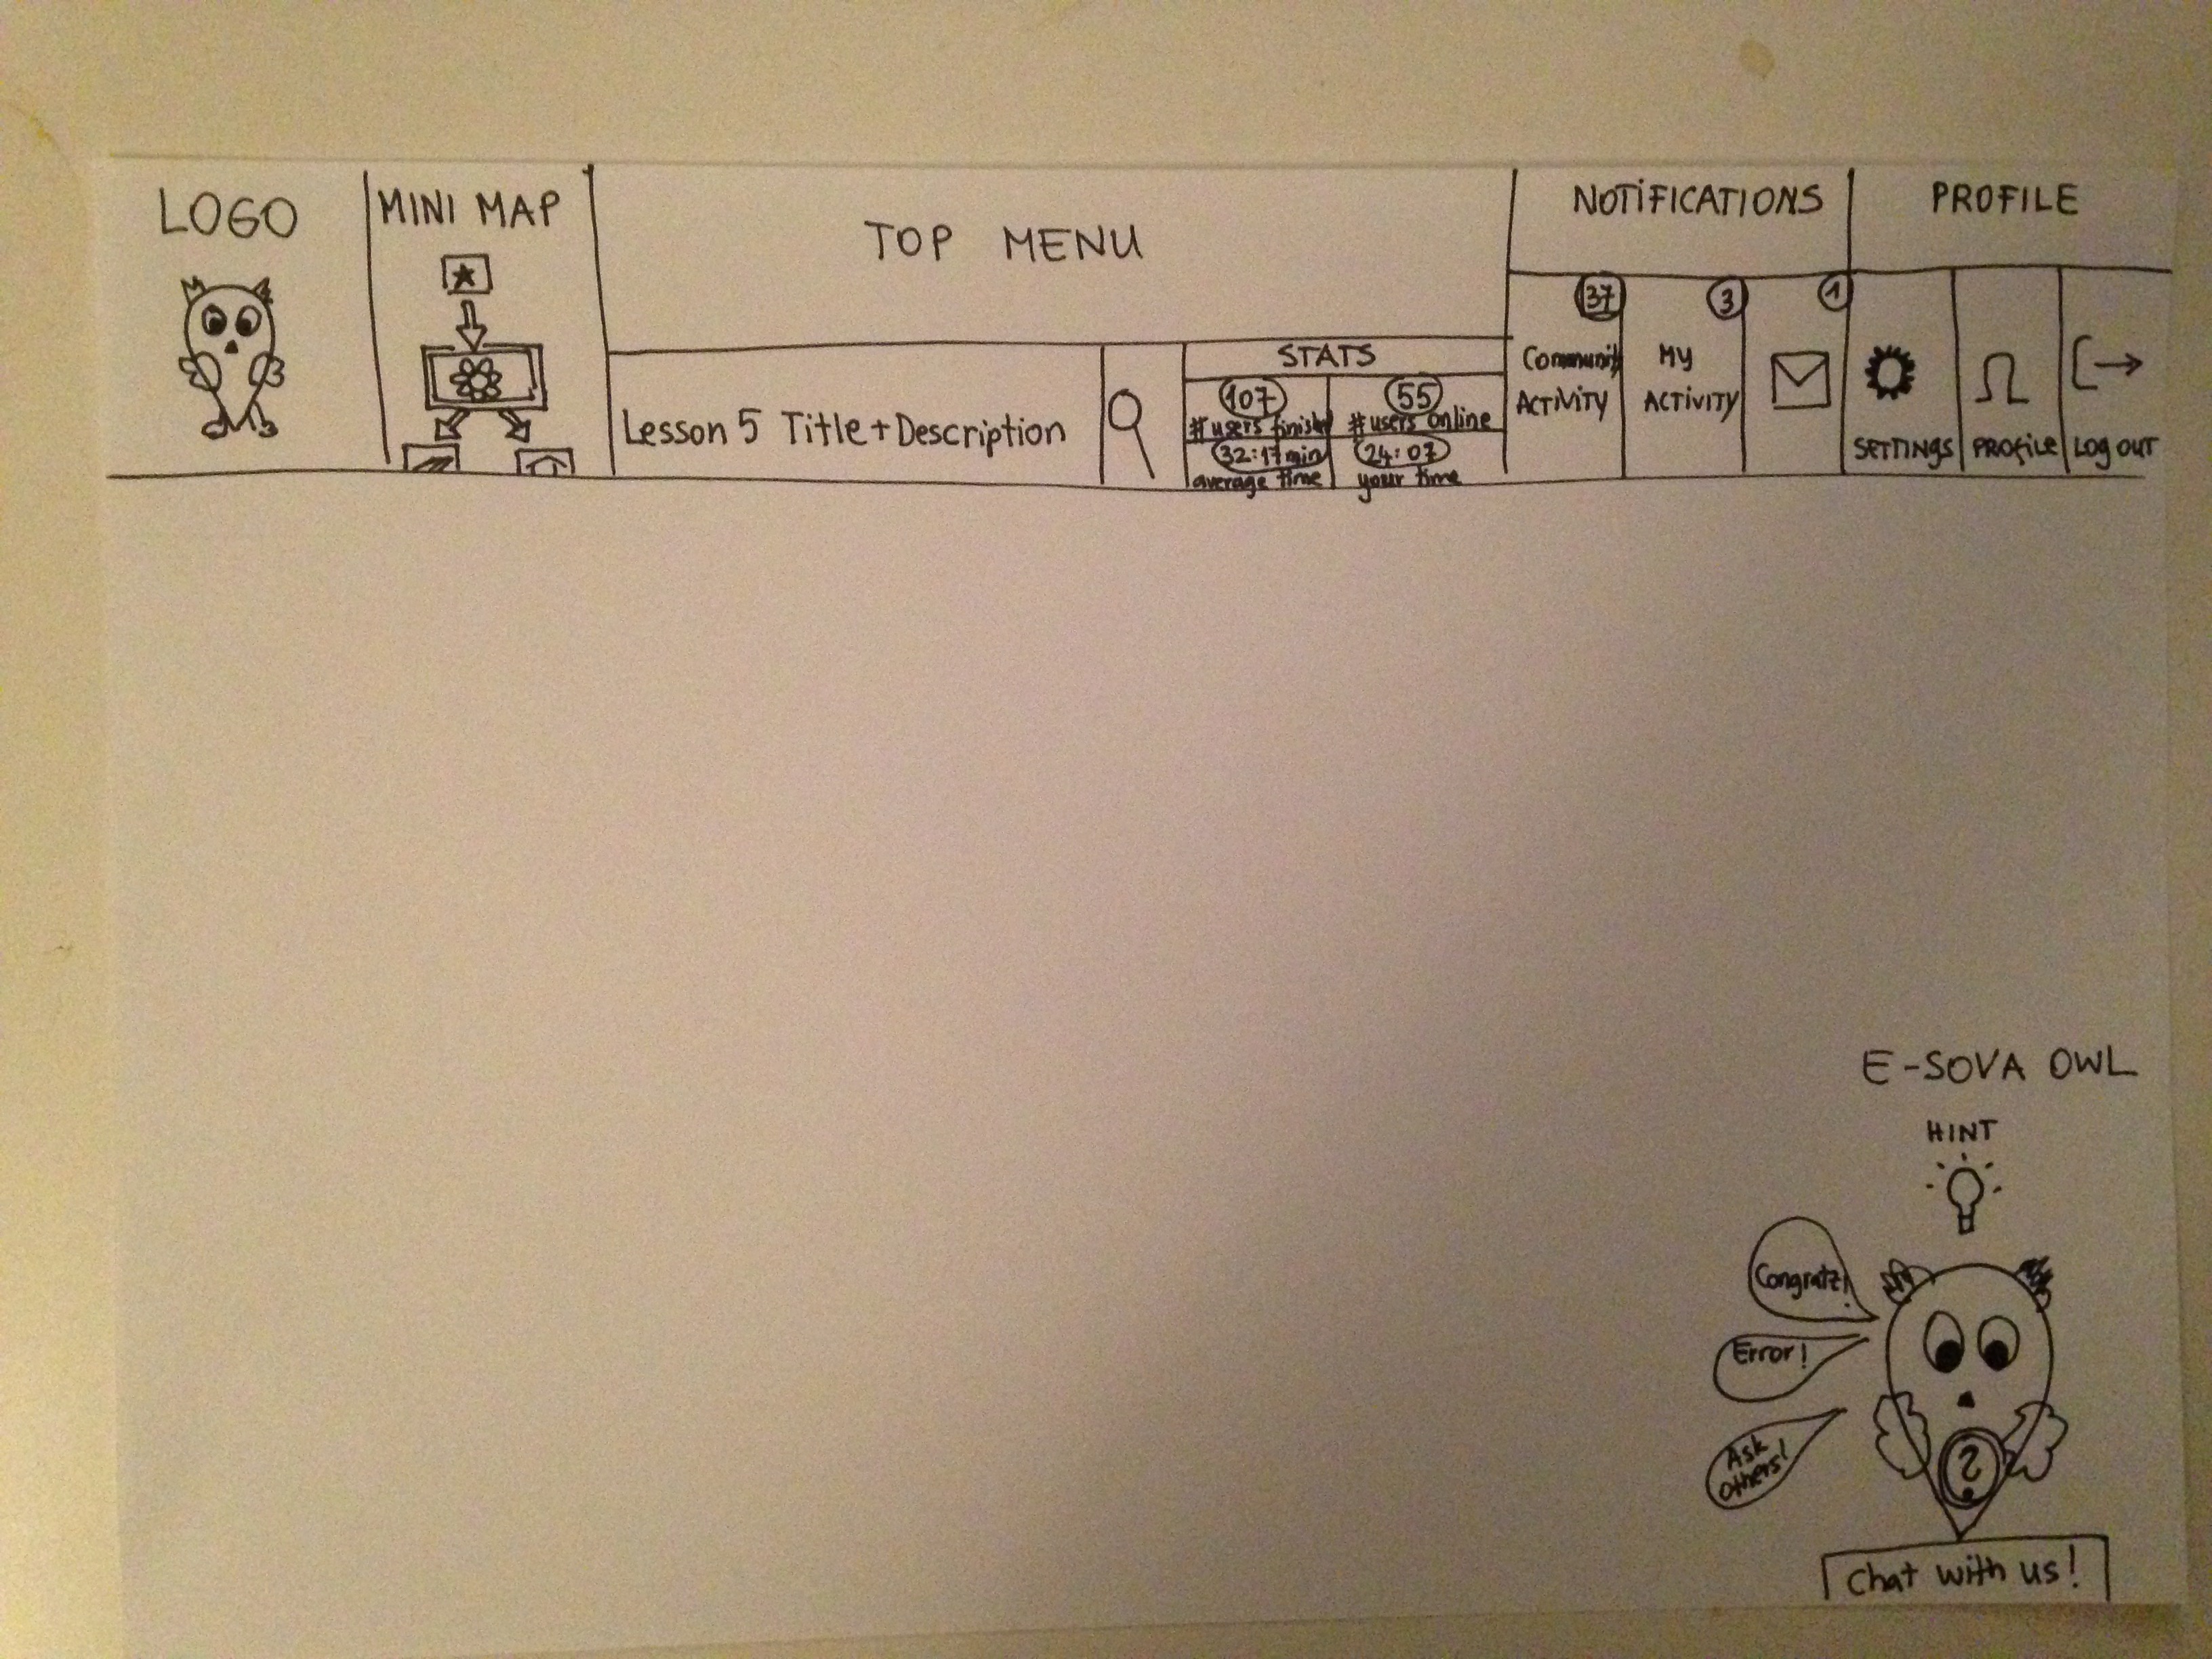 LOGO
MINI MAP
TOP MENU
NOTIFICATIONS
PROFILE
Lesson 5 Title + Description
STATS
107
#users finished
55
#users online
32:17 min
average time
24:07
your time
37
Community
ACTIVITY
3
MY
ACTIVITY
1
SETTINGS
PROFILE
LOG OUT
E-SOVA OWL
HINT
Congratz!
Error!
Ask
others!
?
Chat with us!